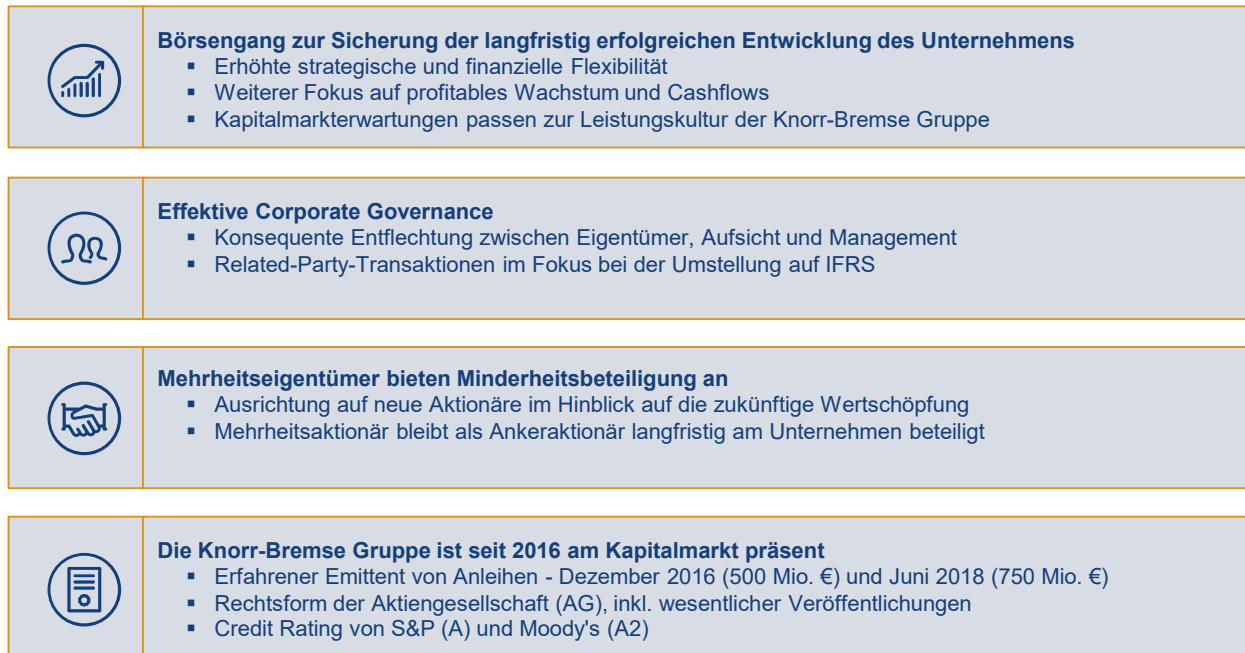 Börsengang zur Sicherung der langfristig erfolgreichen Entwicklung des Unternehmens
▪ Erhöhte strategische und finanzielle Flexibilität
▪ Weiterer Fokus auf profitables Wachstum und Cashflows
▪ Kapitalmarkterwartungen passen zur Leistungskultur der Knorr-Bremse Gruppe
Effektive Corporate Governance
▪ Konsequente Entflechtung zwischen Eigentümer, Aufsicht und Management
▪ Related-Party-Transaktionen im Fokus bei der Umstellung auf IFRS
Mehrheitseigentümer bieten Minderheitsbeteiligung an
▪ Ausrichtung auf neue Aktionäre im Hinblick auf die zukünftige Wertschöpfung
▪ Mehrheitsaktionär bleibt als Ankeraktionär langfristig am Unternehmen beteiligt
Die Knorr-Bremse Gruppe ist seit 2016 am Kapitalmarkt präsent
▪ Erfahrener Emittent von Anleihen - Dezember 2016 (500 Mio. €) und Juni 2018 (750 Mio. €)
▪ Rechtsform der Aktiengesellschaft (AG), inkl. wesentlicher Veröffentlichungen
▪ Credit Rating von S&P (A) und Moody's (A2)